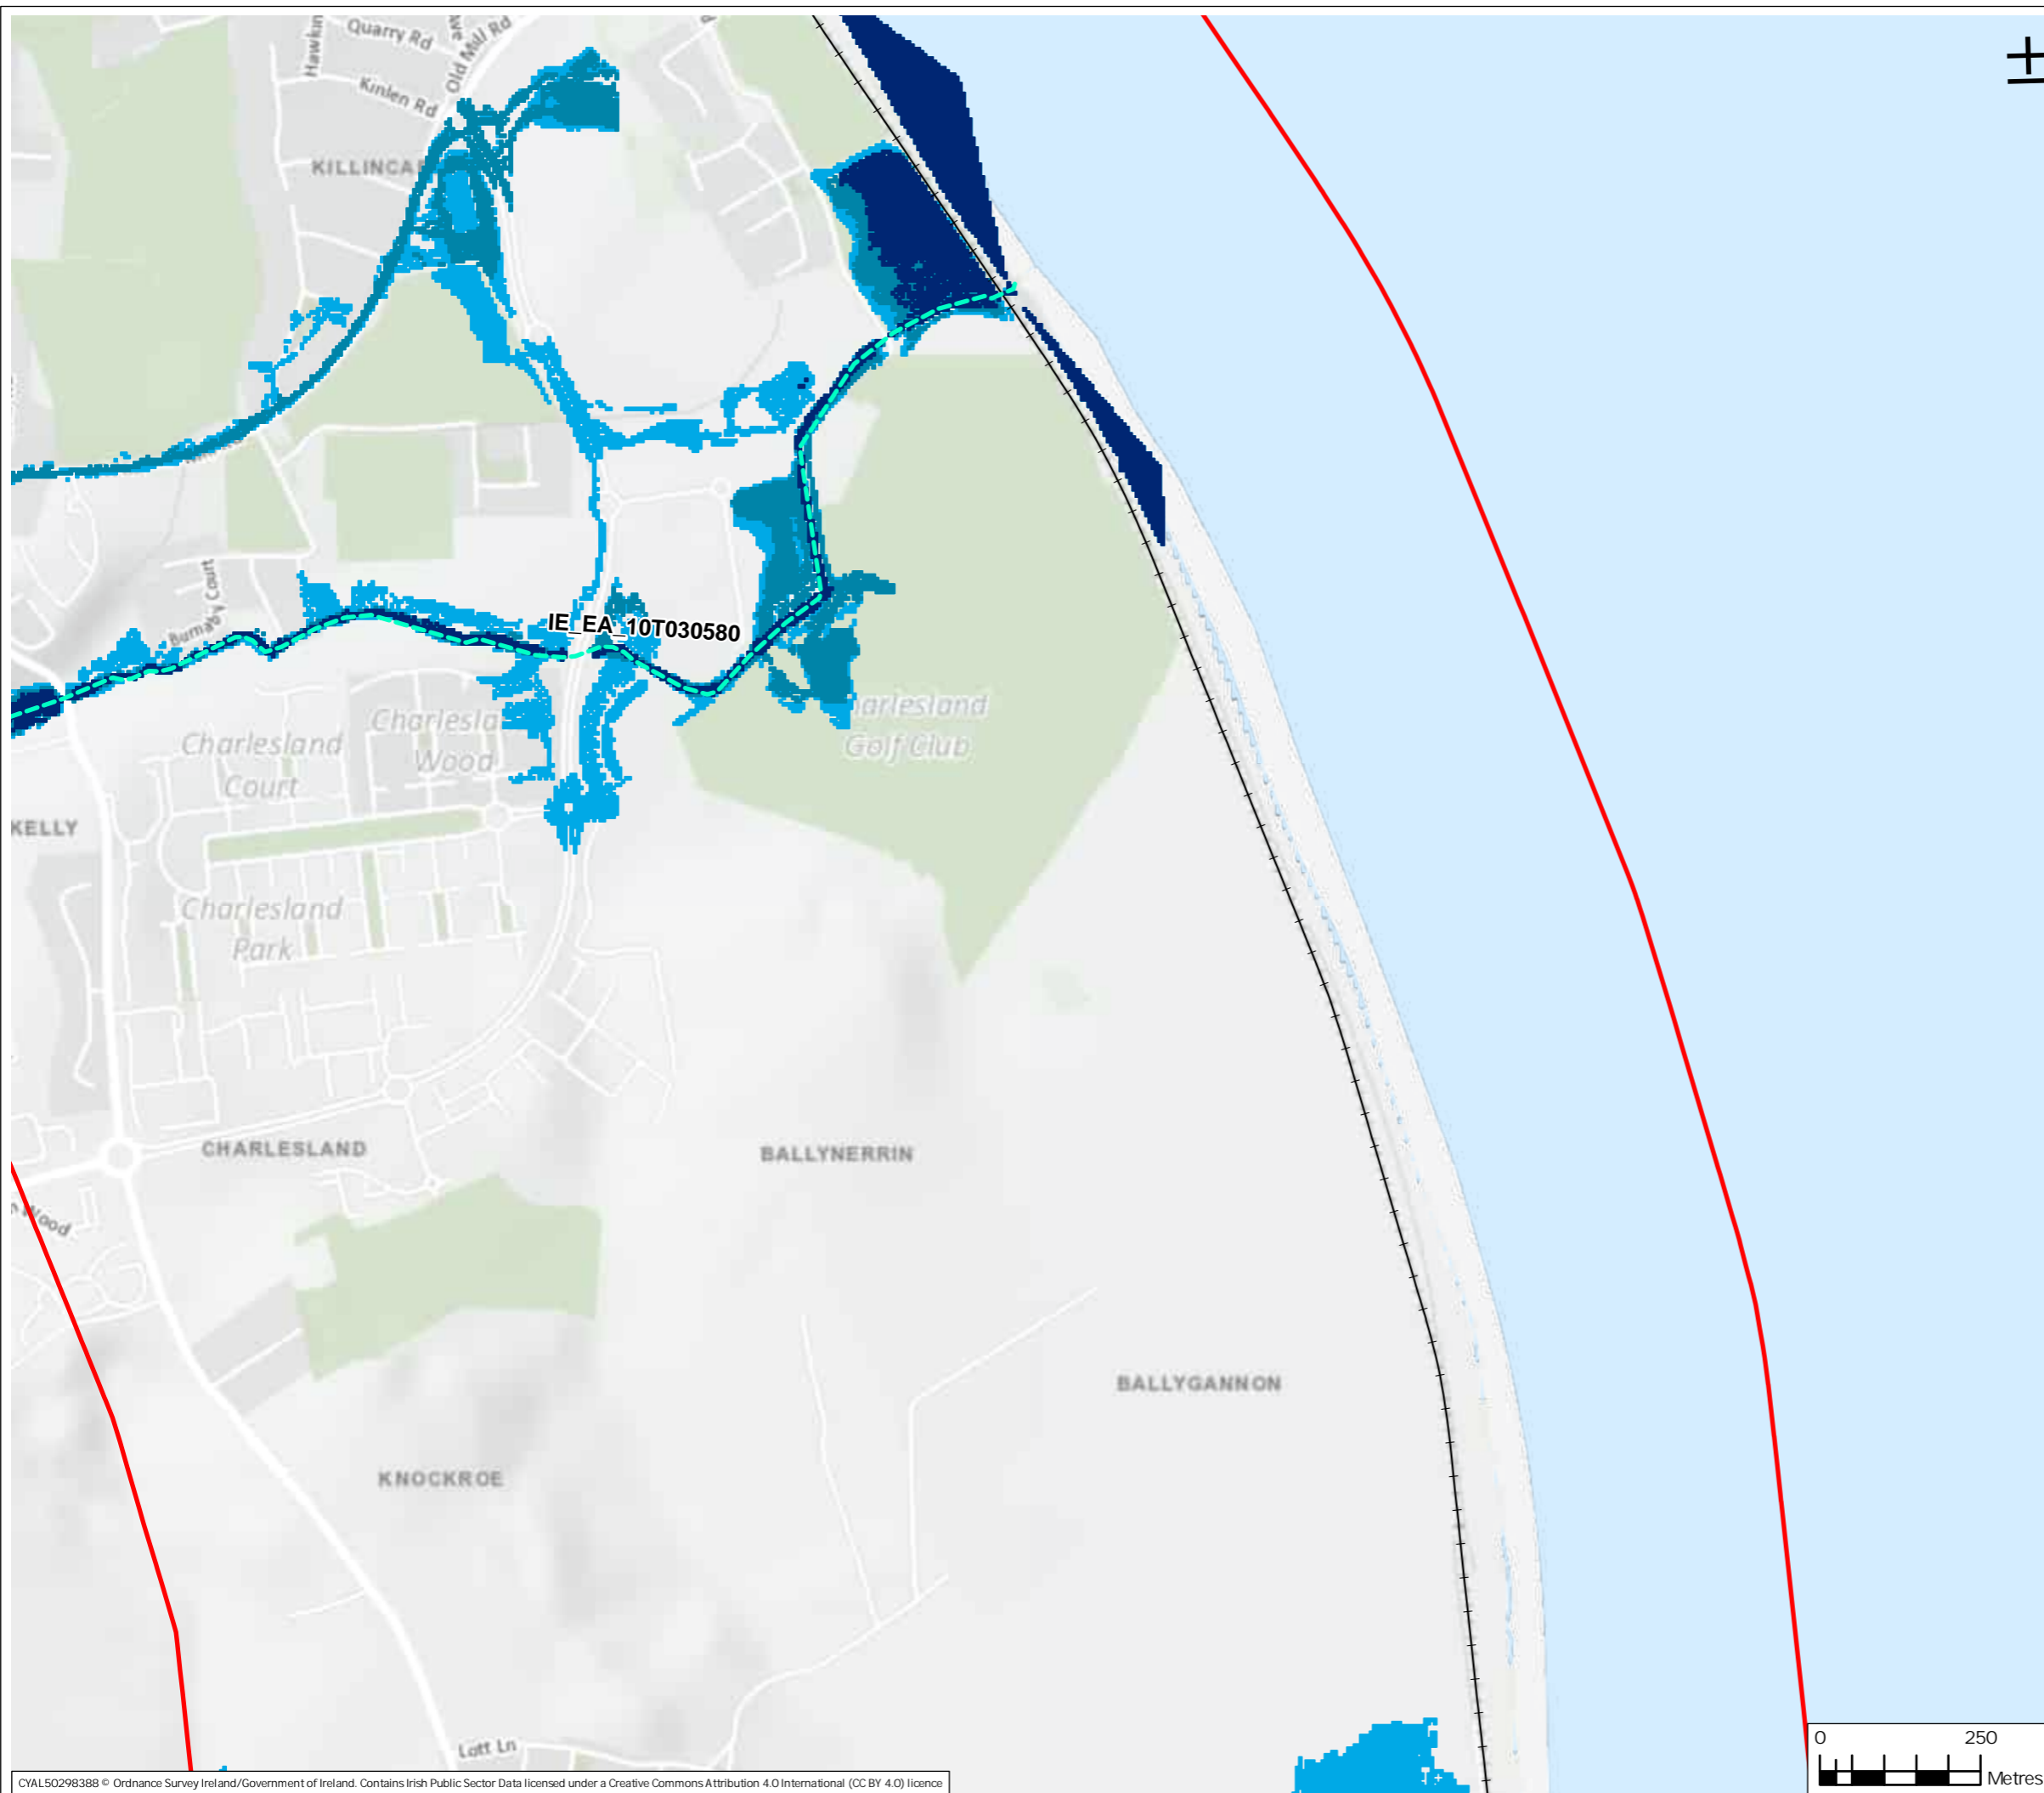 Hawkin
Quarry Rd
Old Mill Rd
Kinlen Rd
KILLINCA
Burnaby Court
IE_EA_10T030580
Charlesland
Court
Charlesla
Wood
arlesland
Golf Club
KELLY
Charlesland
Park
CHARLESLAND
BALLYNERRIN
Wood
BALLYGANNON
KNOCKROE
Lott Ln
0 250
Metres
CYAL50298388 © Ordnance Survey Ireland/Government of Ireland. Contains Irish Public Sector Data licensed under a Creative Commons Attribution 4.0 International (CC BY 4.0) licence